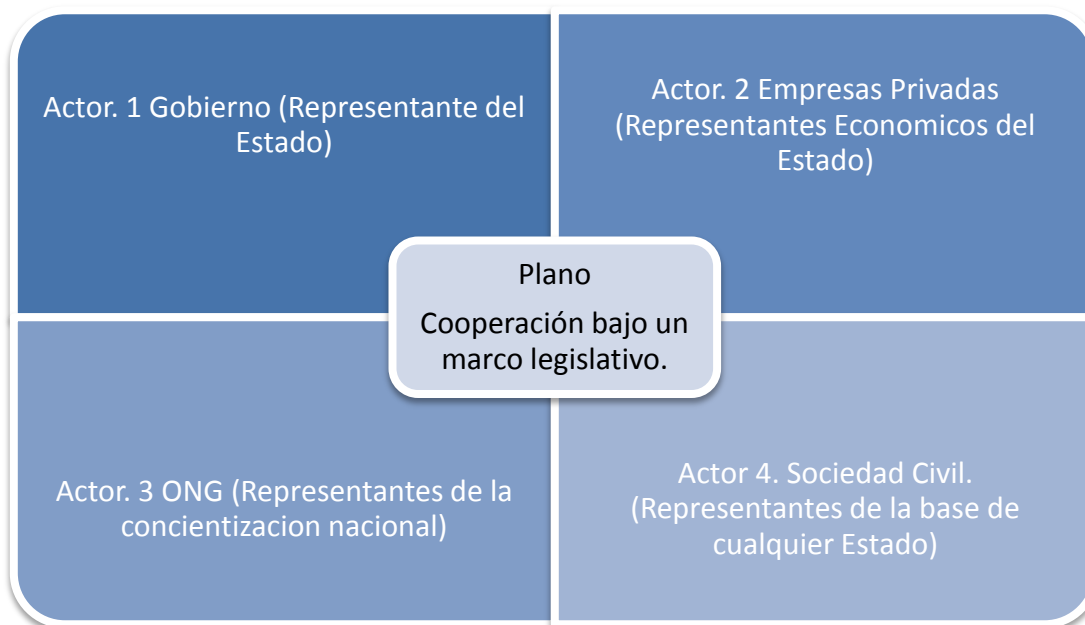 Actor. 1 Gobierno (Representante del
Estado)
Actor. 2 Empresas Privadas
(Representantes Economicos del
Estado)
Plano
Cooperación bajo un
marco legislativo.
Actor. 3 ONG (Representantes de la
concientizacion nacional)
Actor 4. Sociedad Civil.
(Representantes de la base de
cualquier Estado)